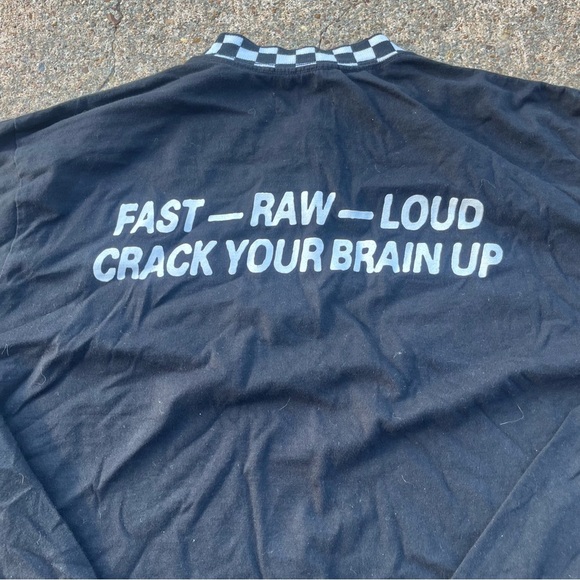 FAST — RAW — LOUD
CRACK YOUR BRAIN UP